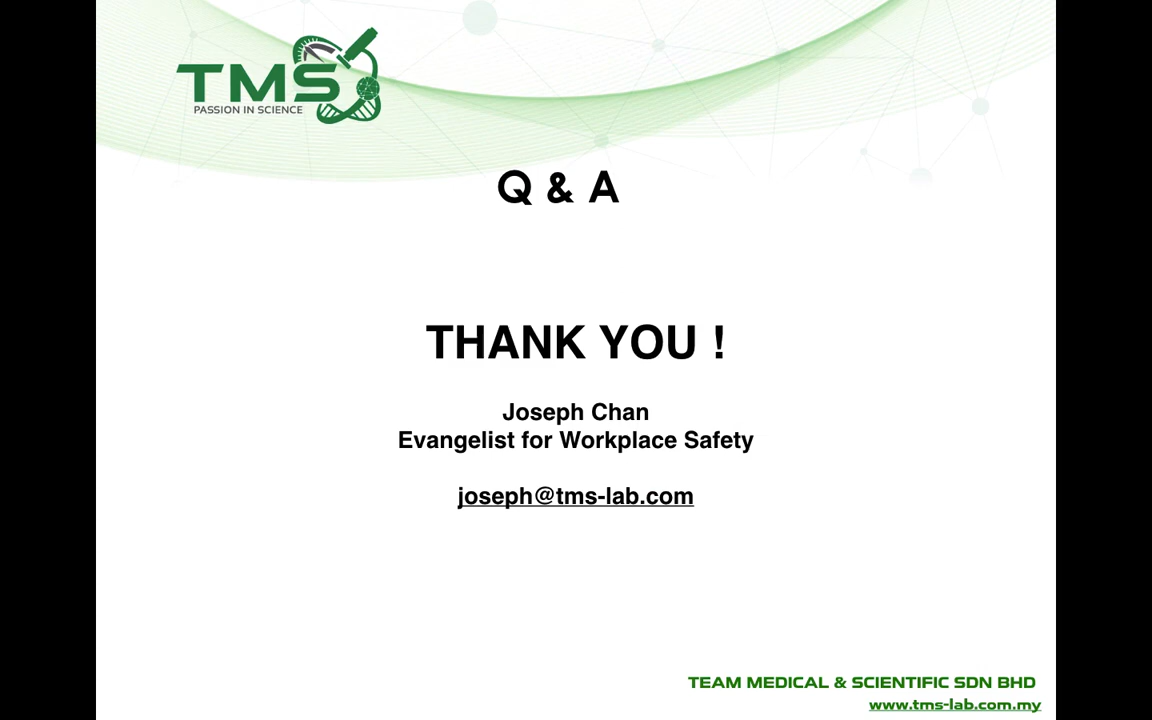 TMS
PASSION IN SCIENCE
Q & A
THANK YOU !
Joseph Chan
Evangelist for Workplace Safety
joseph@tms-lab.com
TEAM MEDICAL & SCIENTIFIC SDN BHD
www.tms-lab.com.my